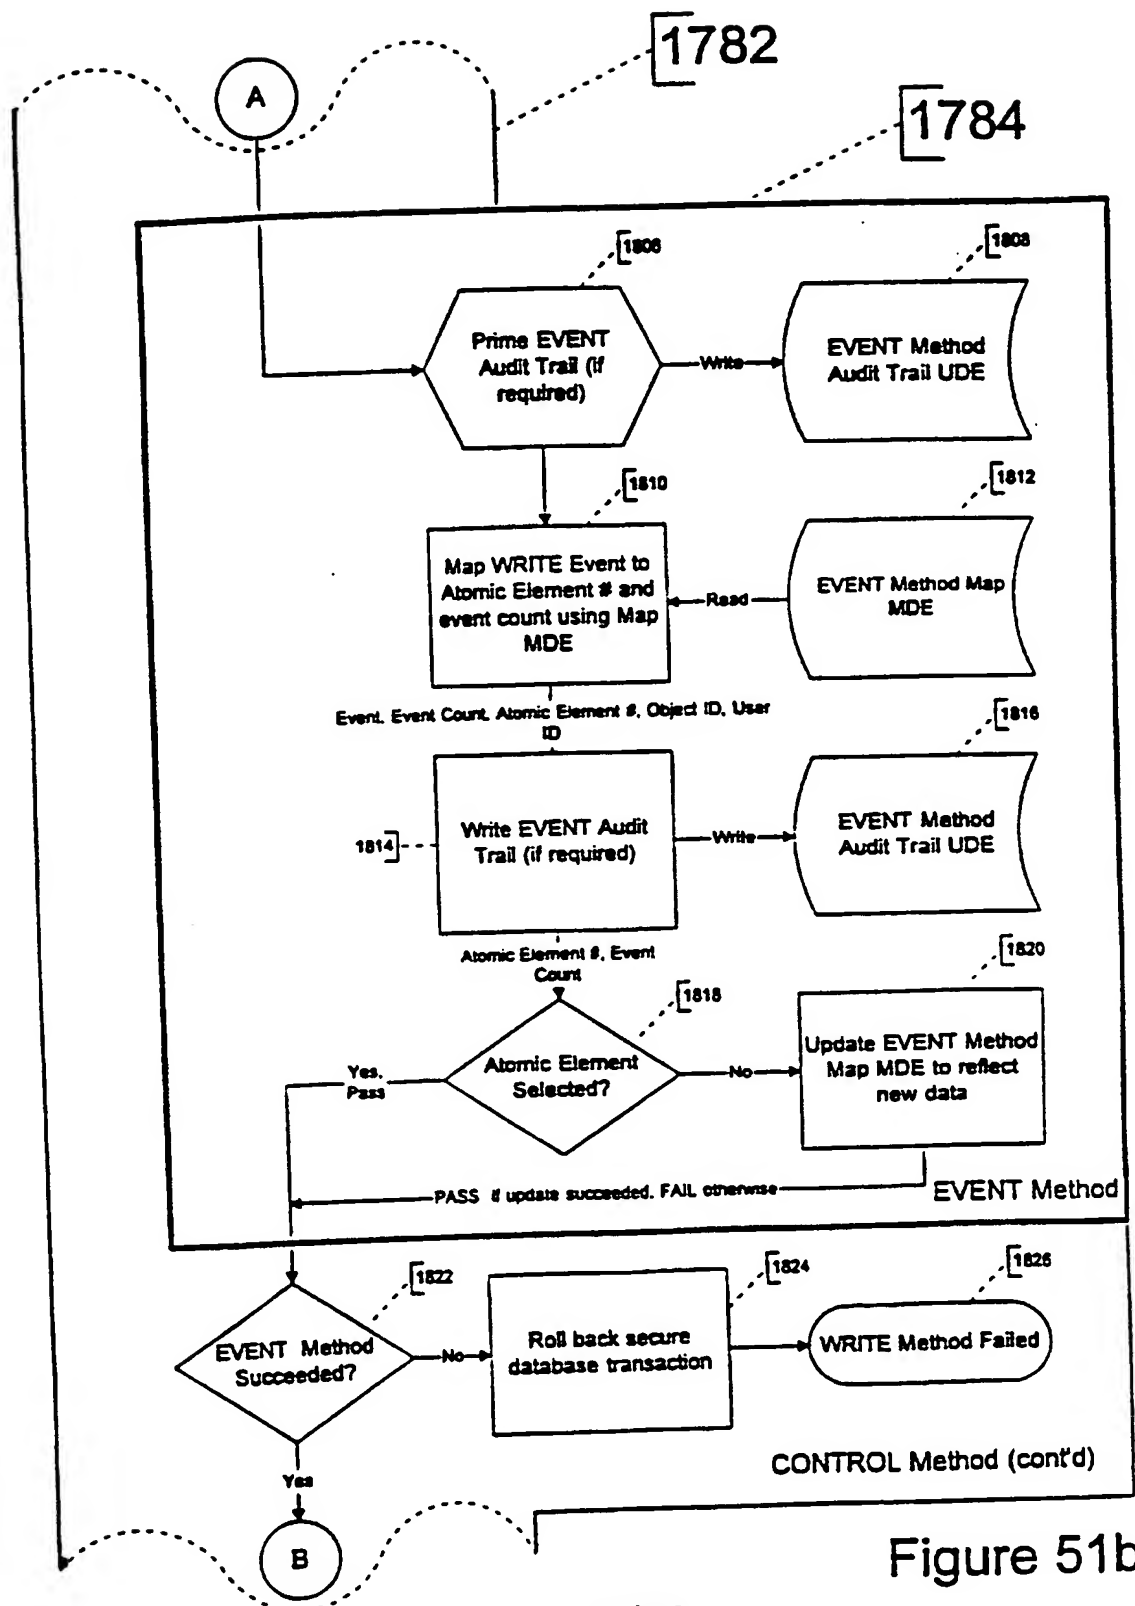 1782
A
1784
1806
1808
Prime EVENT
Audit Trail (if
required)
Write
EVENT Method
Audit Trail UDE
1810
1812
Map WRITE Event to
Atomic Element # and
event count using Map
MDE
Read
EVENT Method Map
MDE
Event, Event Count, Atomic Element #, Object ID, User
ID
1816
1814
Write EVENT Audit
Trail (if required)
Write
EVENT Method
Audit Trail UDE
Atomic Element #, Event
Count
1818
1820
Atomic Element
Selected?
Yes,
Pass
No
Update EVENT Method
Map MDE to reflect
new data
PASS if update succeeded, FAIL otherwise
EVENT Method
1822
1824
1826
EVENT Method
Succeeded?
No
Roll back secure
database transaction
WRITE Method Failed
Yes
CONTROL Method (cont'd)
B
Figure 51b